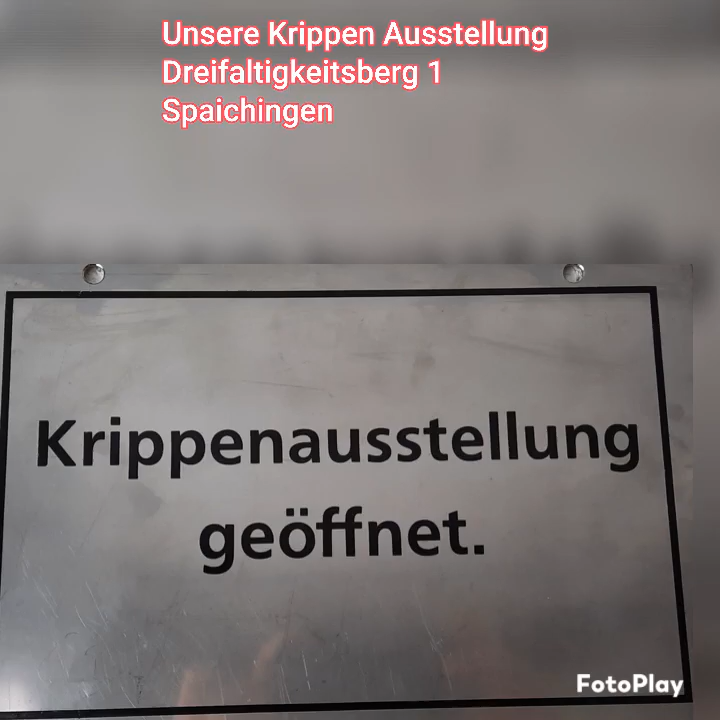 Unsere Krippen Ausstellung
Dreifaltigkeitsberg 1
Spaichingen
Krippenausstellung
geöffnet.
FotoPlay